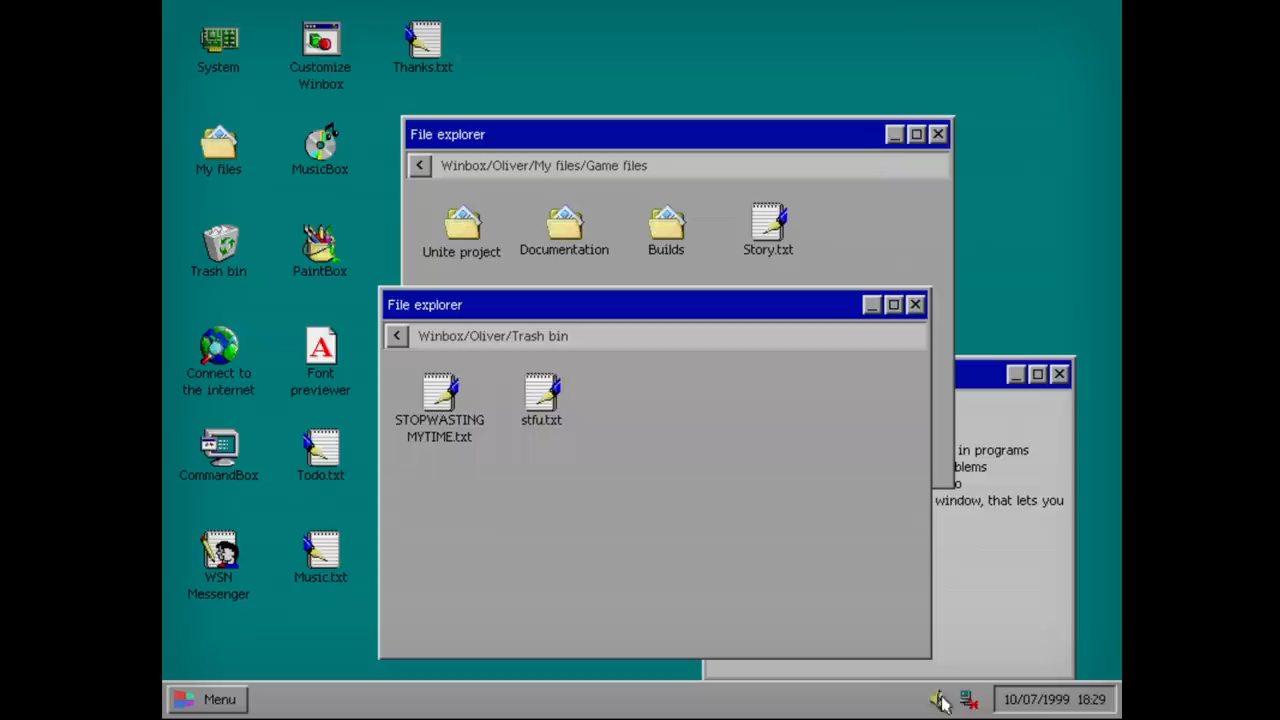 System
Customize
Winbox
Thanks.txt
My files
MusicBox
Trash bin
PaintBox
Connect to
the internet
Font
previewer
CommandBox
Todo.txt
WSN
Messenger
Music.txt
File explorer
Winbox/Oliver/My files/Game files
Unite project
Documentation
Builds
Story.txt
File explorer
Winbox/Oliver/Trash bin
STOPWASTING
MYTIME.txt
stfu.txt
in programs
blems
o
window, that lets you
Menu
10/07/1999 18:29